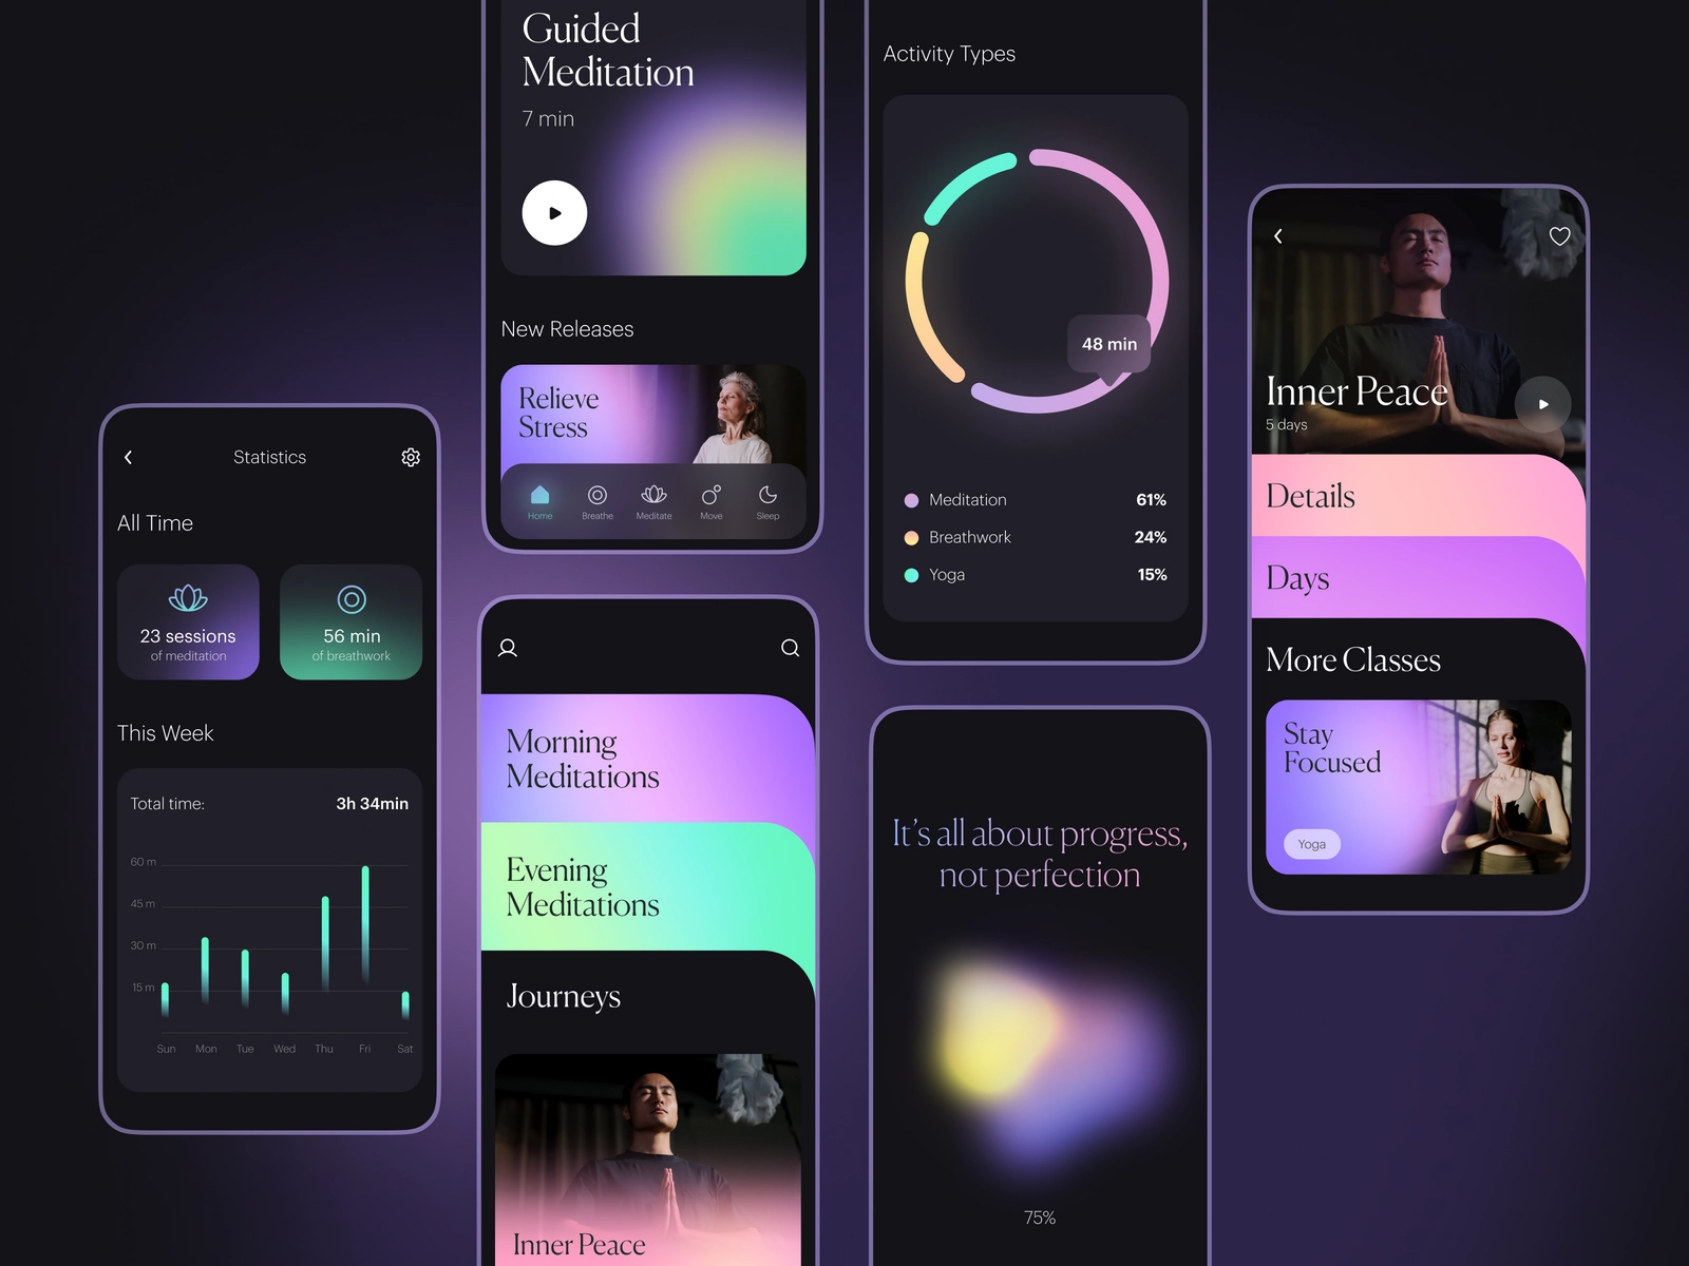 Guided
Meditation
7 min
New Releases
Relieve
Stress
Home
Breathe
Meditate
Move
Sleep
Activity Types
48 min
Meditation 61%
Breathwork 24%
Yoga 15%
Inner Peace
5 days
Details
Days
More Classes
Stay
Focused
Yoga
Statistics
All Time
23 sessions
of meditation
56 min
of breathwork
This Week
Total time: 3h 34min
60 m
45 m
30 m
15 m
Sun Mon Tue Wed Thu Fri Sat
Morning
Meditations
Evening
Meditations
Journeys
Inner Peace
It's all about progress,
not perfection
75%